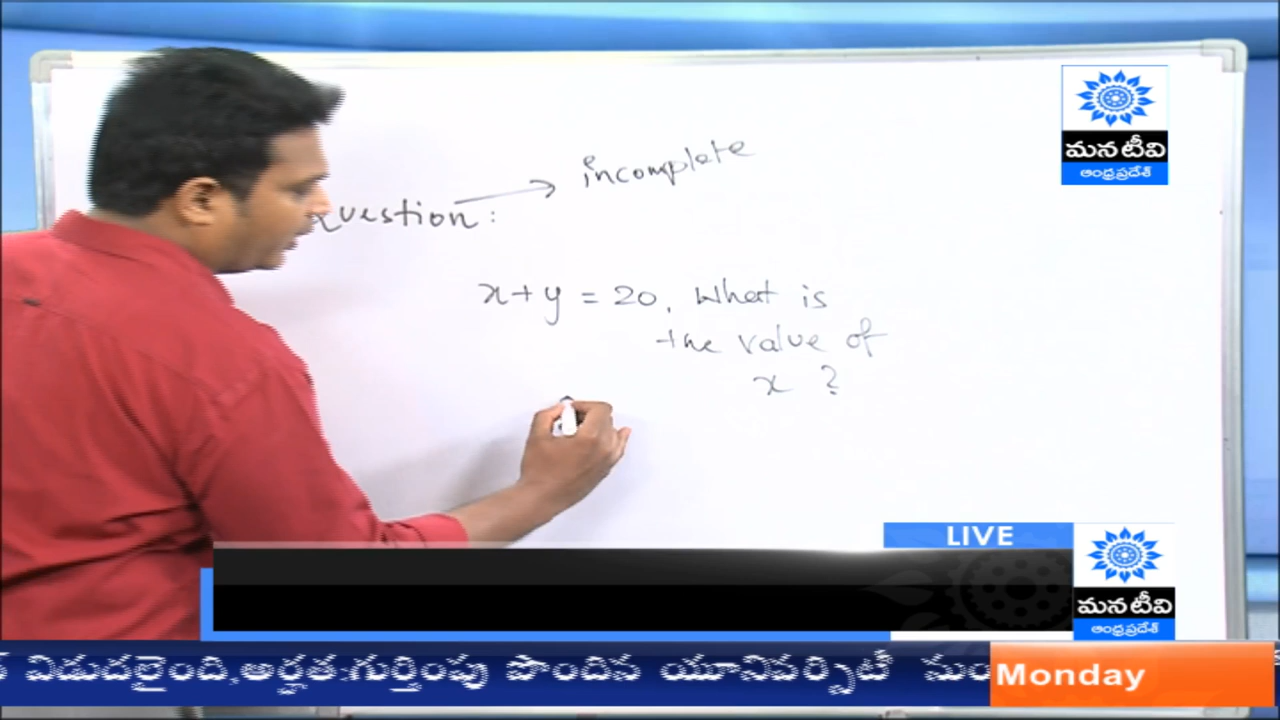 incomplete
Question:
x+y = 20, What is
the value of
x ?
మన టీవి
ఆంధ్రప్రదేశ్
LIVE
మన టీవి
ఆంధ్రప్రదేశ్
విడుదలైంది,అర్హత:గుర్తింపు పొందిన యూనివర్సిటీ నుం
Monday